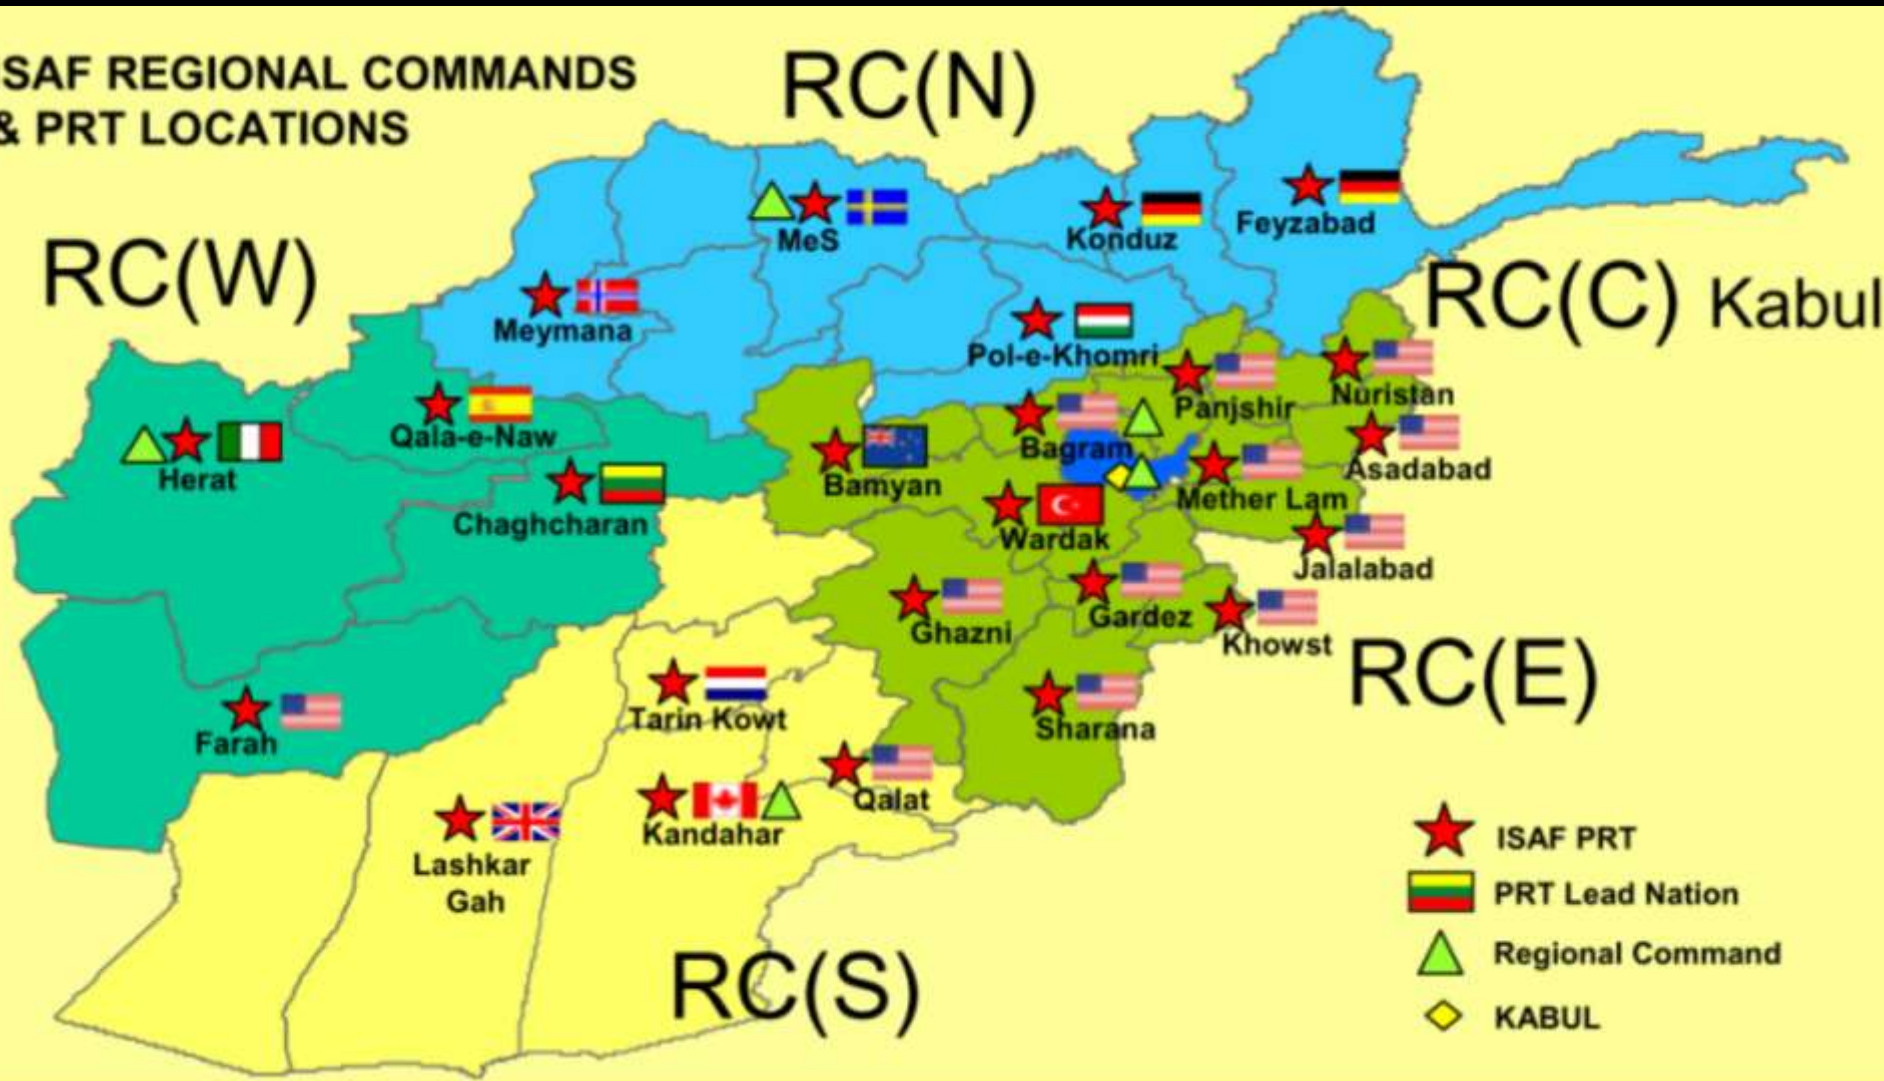 SAF REGIONAL COMMANDS
& PRT LOCATIONS
RC(N)
RC(W)
RC(C) Kabul
MeS
Konduz
Feyzabad
Meymana
Pol-e-Khomri
Panjshir
Nuristan
Qala-e-Naw
Herat
Bagram
Asadabad
Bamyan
Mether Lam
Chaghcharan
Wardak
Jalalabad
Ghazni
Gardez
Khowst
RC(E)
Tarin Kowt
Sharana
Farah
Qalat
Kandahar
Lashkar
Gah
RC(S)
ISAF PRT
PRT Lead Nation
Regional Command
KABUL